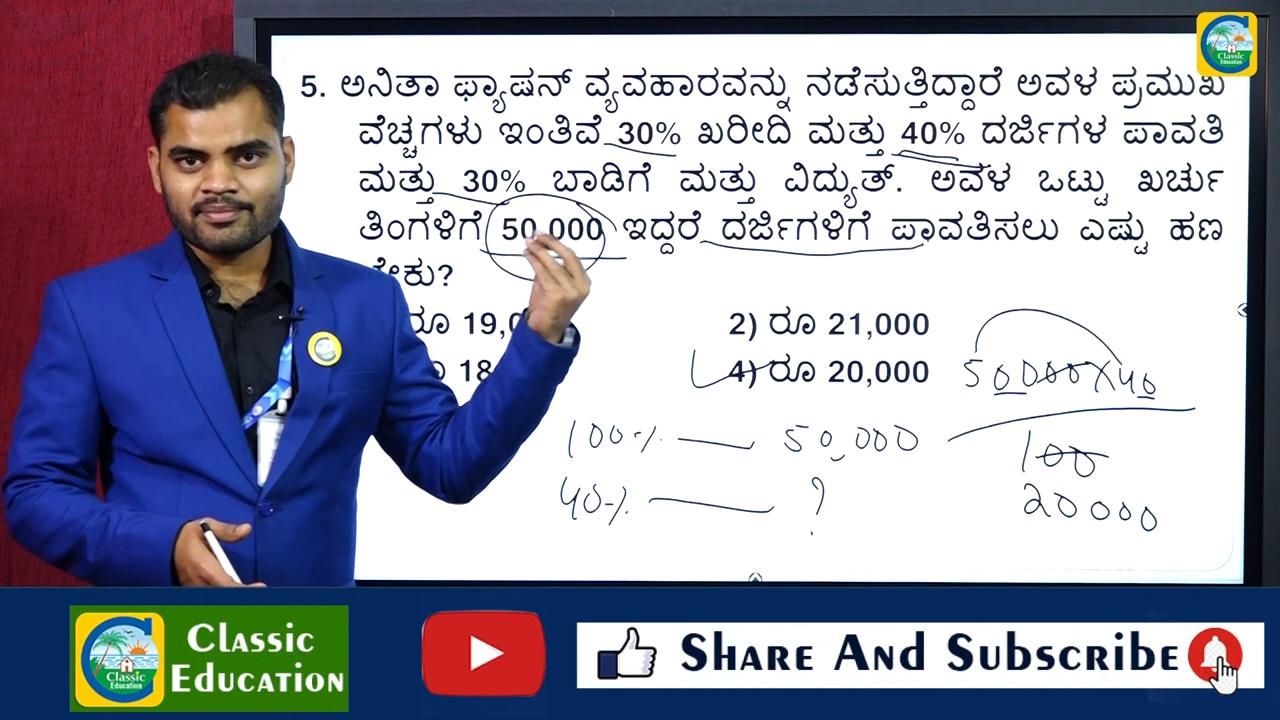 5. ಅನಿತಾ ಫ್ಯಾಷನ್ ವ್ಯವಹಾರವನ್ನು ನಡೆಸುತ್ತಿದ್ದಾರೆ ಅವಳ ಪ್ರಮುಖ
ವೆಚ್ಚಗಳು ಇಂತಿವೆ 30% ಖರೀದಿ ಮತ್ತು 40% ದರ್ಜಿಗಳ ಪಾವತಿ
ಮತ್ತು 30% ಬಾಡಿಗೆ ಮತ್ತು ವಿದ್ಯುತ್. ಅವಳ ಒಟ್ಟು ಖರ್ಚು
ತಿಂಗಳಿಗೆ 50,000 ಇದ್ದರೆ ದರ್ಜಿಗಳಿಗೆ ಪಾವತಿಸಲು ಎಷ್ಟು ಹಣ
ಬೇಕು?
ರೂ 2) ರೂ 21,000
4) ರೂ 20,000 50000X40
100% — 50,000 100
40% — ? 20000
Classic Education
Classic
Education
Share And Subscribe